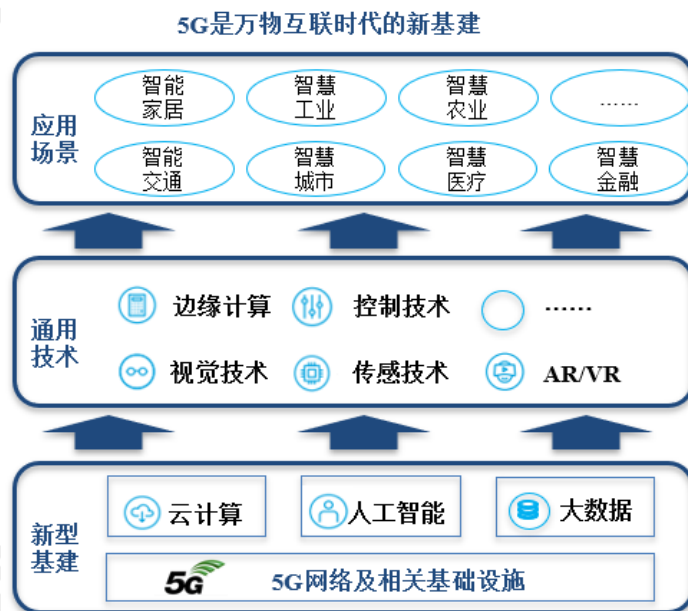 5G是万物互联时代的新基建
应用
场景
智能
家居
智慧
工业
智慧
农业
……
智能
交通
智慧
城市
智慧
医疗
智慧
金融
通用
技术
边缘计算
控制技术
……
视觉技术
传感技术
AR/VR
新型
基建
云计算
人工智能
大数据
5G
5G网络及相关基础设施